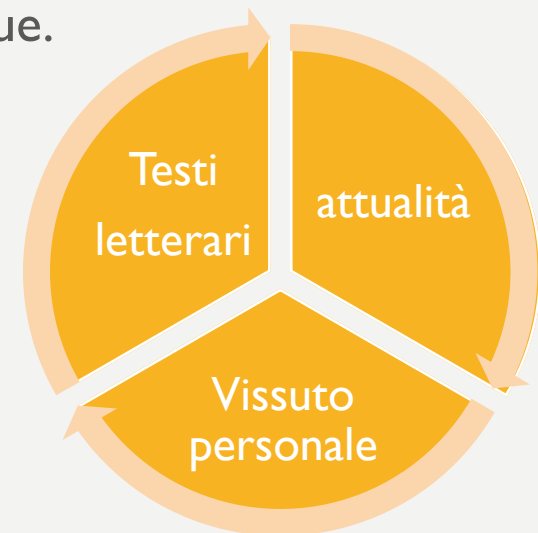 ue.
Testi
letterari
attualità
Vissuto
personale